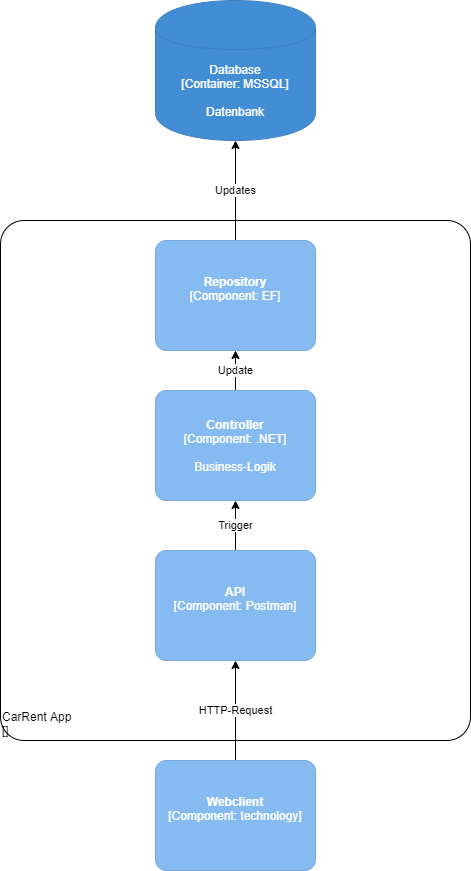 Database
[Container: MSSQL]
Datenbank
Updates
Repository
[Component: EF]
Update
Controller
[Component: .NET]
Business-Logik
Trigger
API
[Component: Postman]
HTTP-Request
CarRent App
[]
Webclient
[Component: technology]